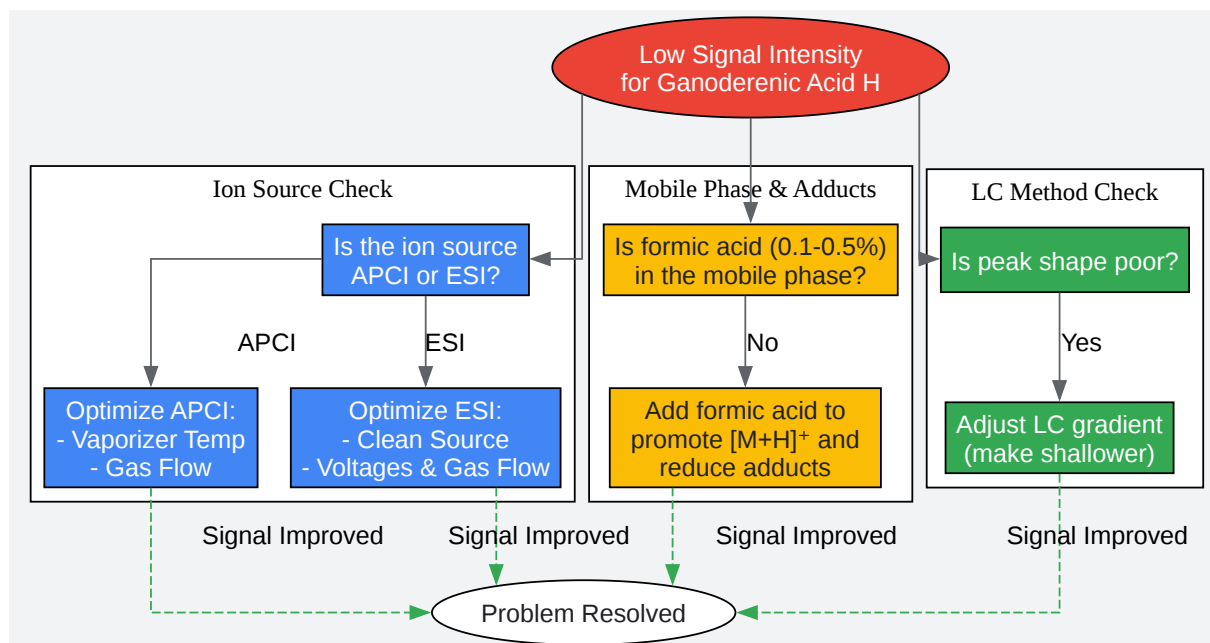 Low Signal Intensity
for Ganoderenic Acid H
Ion Source Check
Is the ion source
APCI or ESI?
APCI
ESI
Optimize APCI:
- Vaporizer Temp
- Gas Flow
Optimize ESI:
- Clean Source
- Voltages & Gas Flow
Mobile Phase & Adducts
Is formic acid (0.1-0.5%)
in the mobile phase?
No
Add formic acid to
promote [M+H]⁺ and
reduce adducts
LC Method Check
Is peak shape poor?
Yes
Adjust LC gradient
(make shallower)
Signal Improved
Signal Improved
Signal Improved
Signal Improved
Problem Resolved